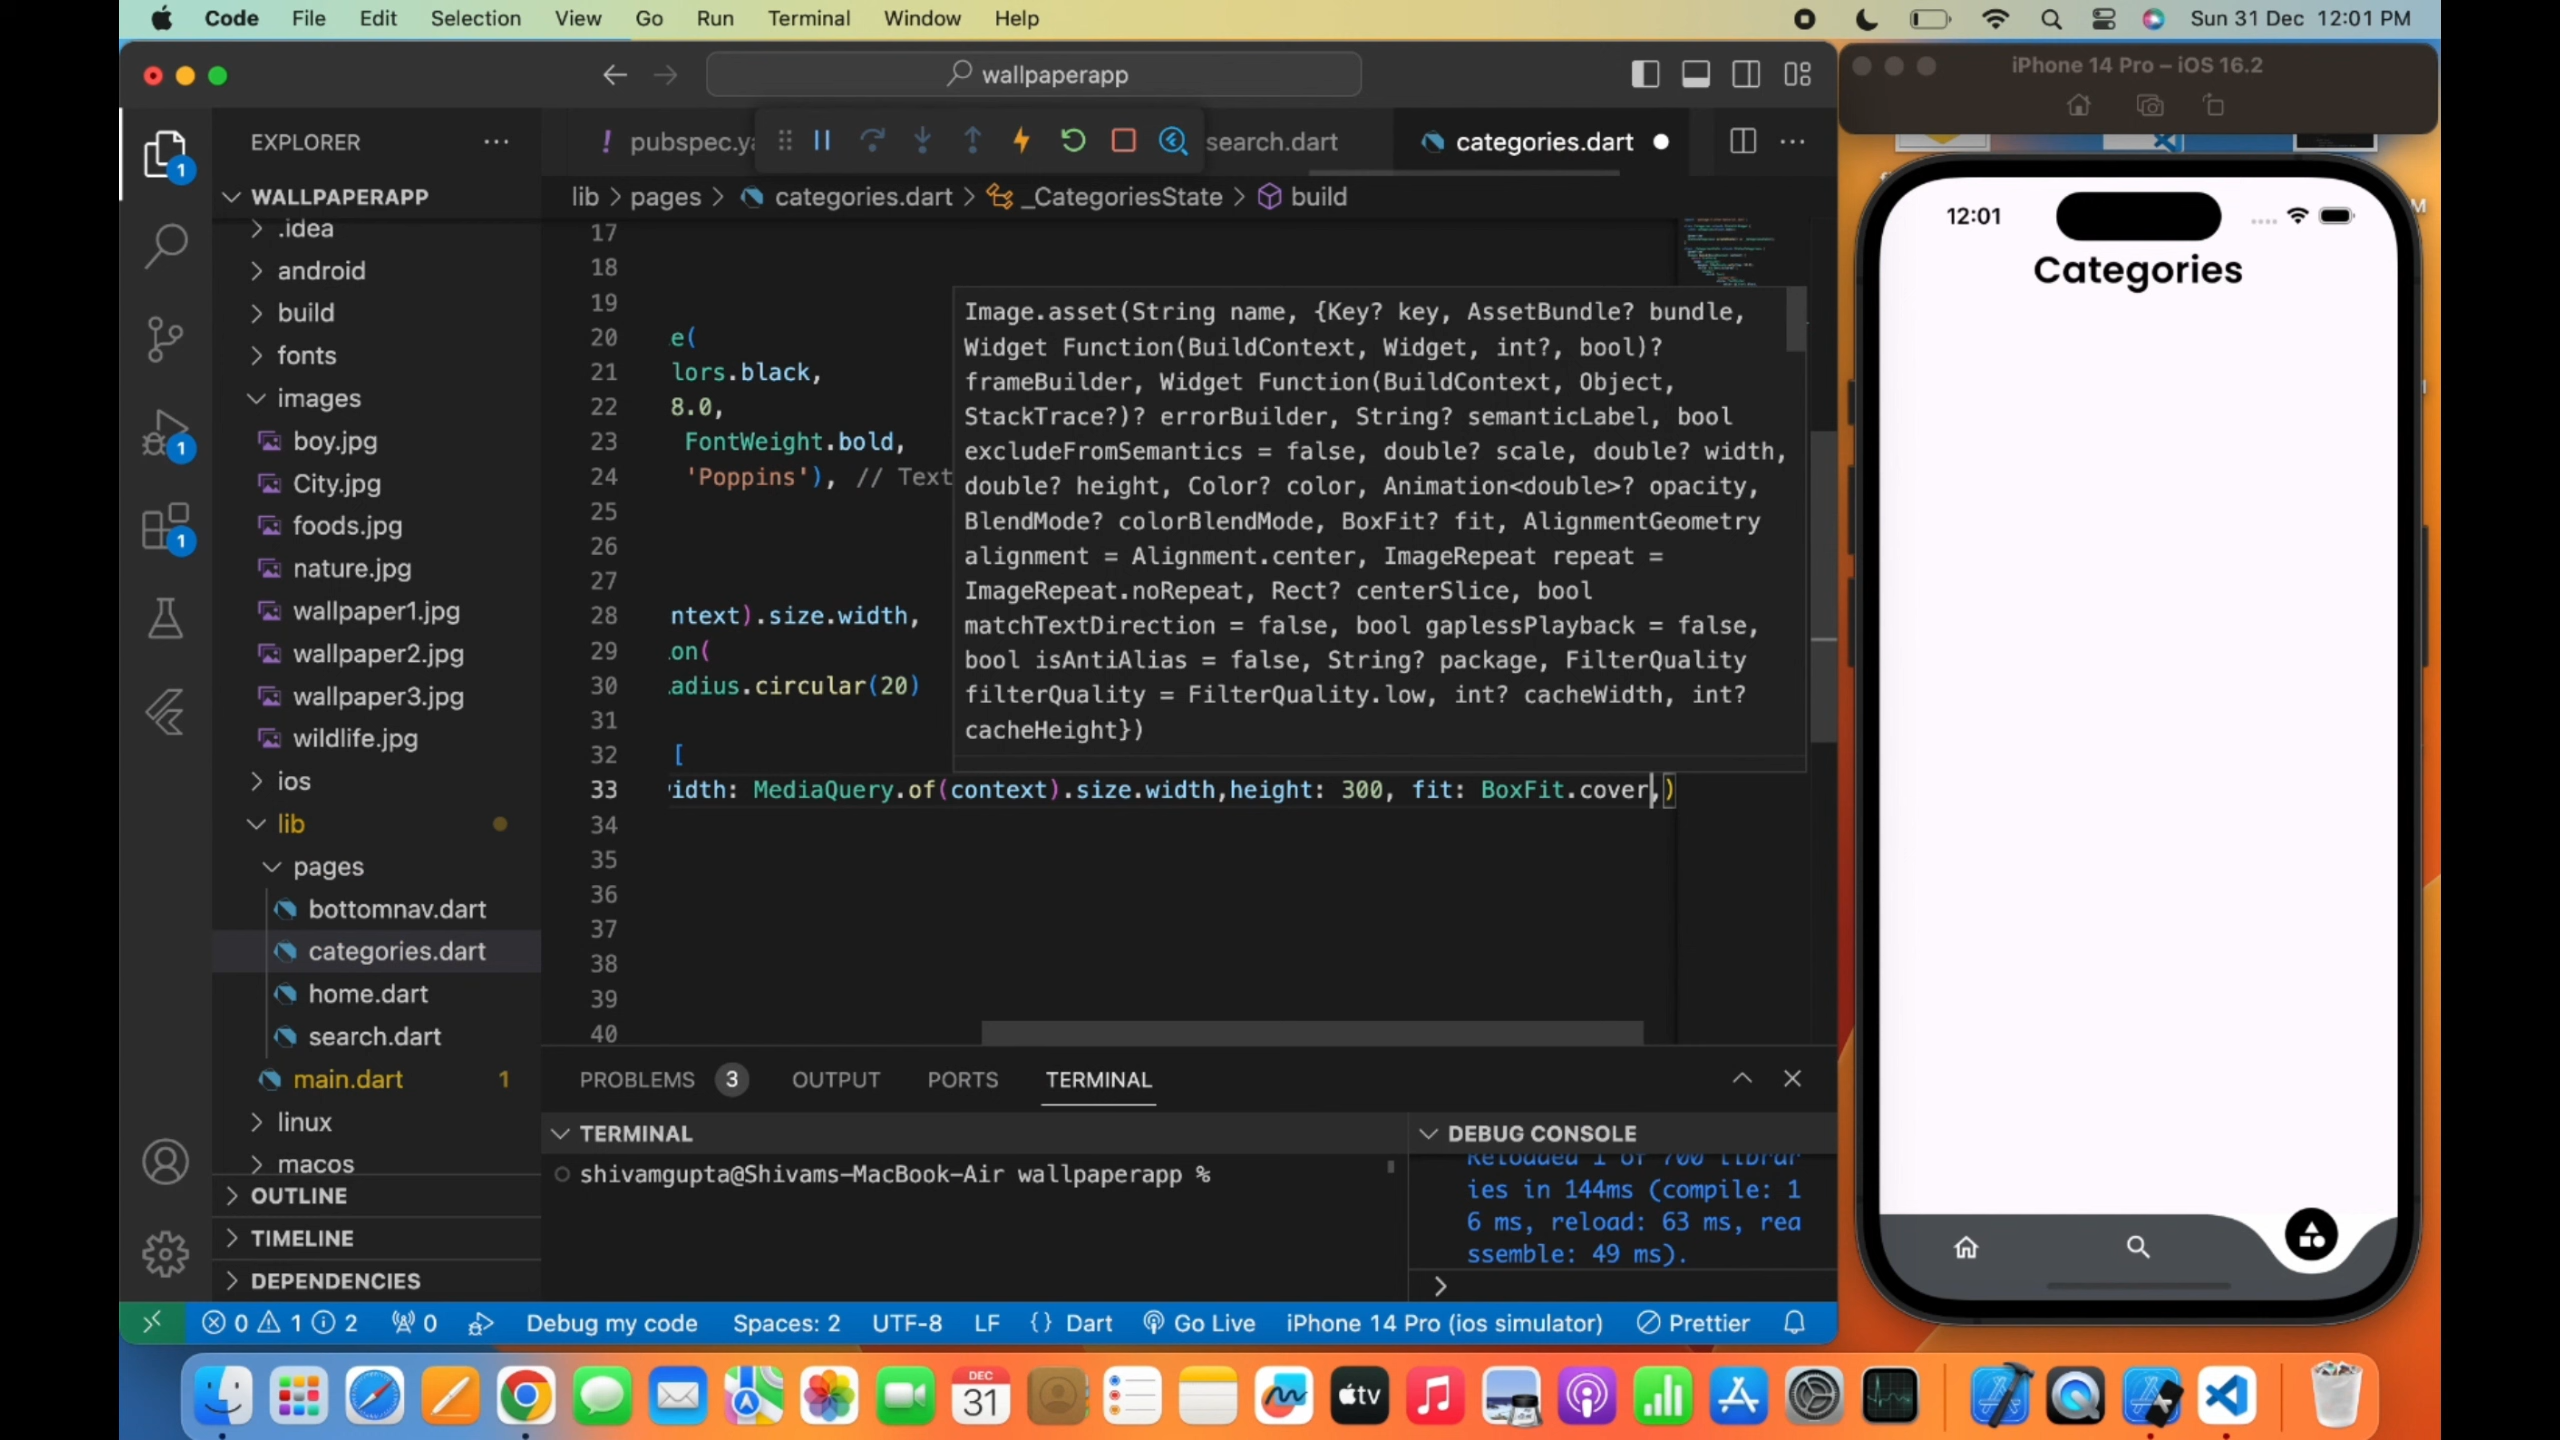 Code File Edit Selection View Go Run Terminal Window Help Sun 31 Dec 12:01 PM
wallpaperapp
iPhone 14 Pro – iOS 16.2
EXPLORER
pubspec.ya
search.dart
categories.dart
WALLPAPERAPP
lib > pages > categories.dart > _CategoriesState > build
.idea
android
build
fonts
images
boy.jpg
City.jpg
foods.jpg
nature.jpg
wallpaper1.jpg
wallpaper2.jpg
wallpaper3.jpg
wildlife.jpg
ios
lib
pages
bottomnav.dart
categories.dart
home.dart
search.dart
main.dart 1
linux
macos
OUTLINE
TIMELINE
DEPENDENCIES
1
1
1
17
18
19
20 e(
21 lors.black,
22 8.0,
23 FontWeight.bold,
24 'Poppins'), // Text
25
26
27
28 ntext).size.width,
29 on(
30 adius.circular(20)
31
32 [
33 idth: MediaQuery.of(context).size.width,height: 300, fit: BoxFit.cover,)
34
35
36
37
38
39
40
Image.asset(String name, {Key? key, AssetBundle? bundle,
Widget Function(BuildContext, Widget, int?, bool)?
frameBuilder, Widget Function(BuildContext, Object,
StackTrace?)? errorBuilder, String? semanticLabel, bool
excludeFromSemantics = false, double? scale, double? width,
double? height, Color? color, Animation<double>? opacity,
BlendMode? colorBlendMode, BoxFit? fit, AlignmentGeometry
alignment = Alignment.center, ImageRepeat repeat =
ImageRepeat.noRepeat, Rect? centerSlice, bool
matchTextDirection = false, bool gaplessPlayback = false,
bool isAntiAlias = false, String? package, FilterQuality
filterQuality = FilterQuality.low, int? cacheWidth, int?
cacheHeight})
PROBLEMS 3 OUTPUT PORTS TERMINAL
TERMINAL
shivamgupta@Shivams-MacBook-Air wallpaperapp %
DEBUG CONSOLE
Reloaded 1 of 700 librar
ies in 144ms (compile: 1
6 ms, reload: 63 ms, rea
ssemble: 49 ms).
>
0 1 2 0 Debug my code Spaces: 2 UTF-8 LF {} Dart Go Live iPhone 14 Pro (ios simulator) Prettier
12:01
Categories
M
DEC
31
tv